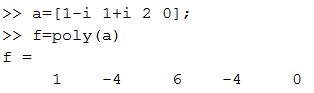 >> a=[1-i 1+i 2 0];
>> f=poly(a)
f =
1 -4 6 -4 0